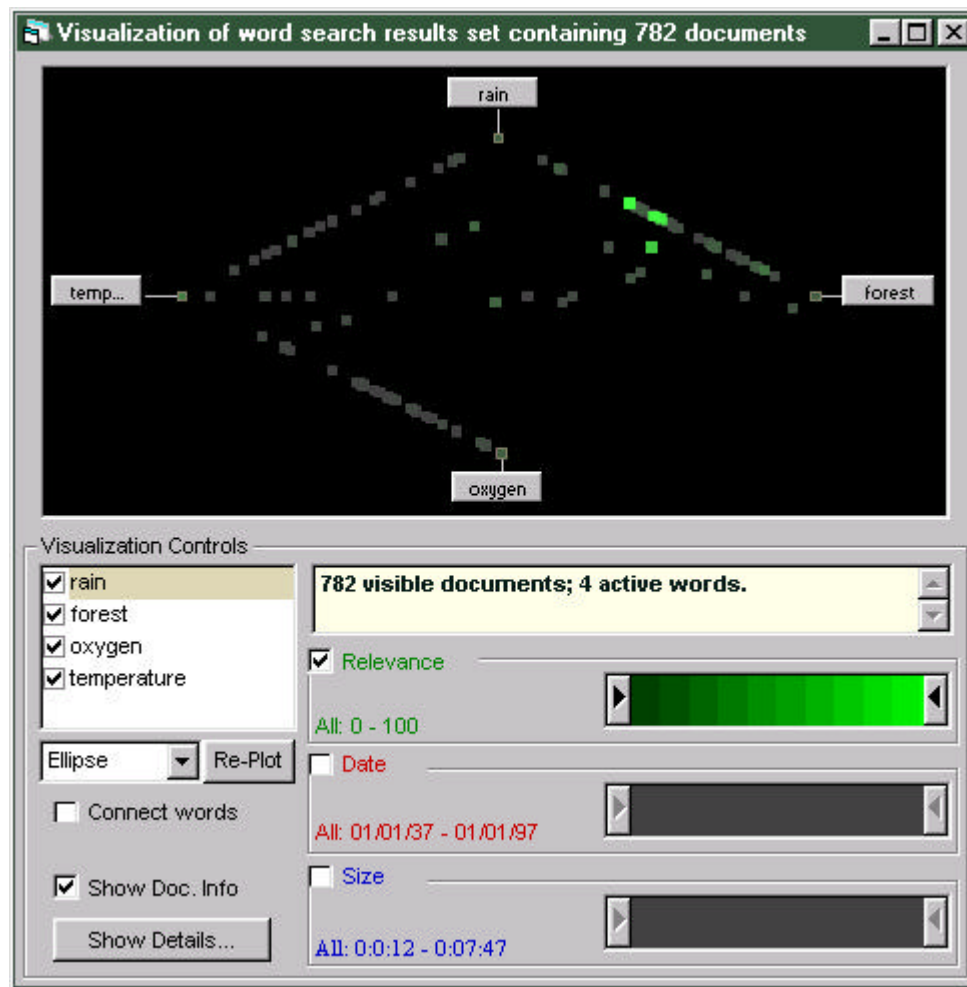 Visualization of word search results set containing 782 documents
rain
temp...
forest
oxygen
Visualization Controls
rain
forest
oxygen
temperature
782 visible documents; 4 active words.
Relevance
All: 0 - 100
Ellipse
Re-Plot
Date
All: 01/01/37 - 01/01/97
Connect words
Size
Show Doc. Info
All: 0:0:12 - 0:07:47
Show Details...